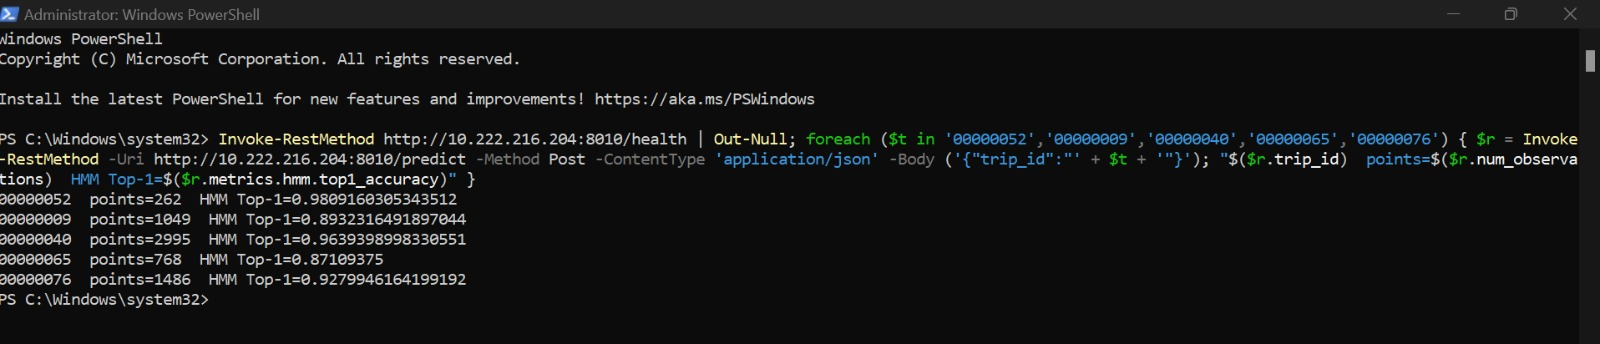 Administrator: Windows PowerShell
Windows PowerShell
Copyright (C) Microsoft Corporation. All rights reserved.
Install the latest PowerShell for new features and improvements! https://aka.ms/PSWindows
PS C:\Windows\system32> Invoke-RestMethod http://10.222.216.204:8010/health | Out-Null; foreach ($t in '00000052','00000009','00000040','00000065','00000076') { $r = Invoke
-RestMethod -Uri http://10.222.216.204:8010/predict -Method Post -ContentType 'application/json' -Body ('{"trip_id":"' + $t + '"}'); "$($r.trip_id)  points=$($r.num_observa
tions)  HMM Top-1=$($r.metrics.hmm.top1_accuracy)" }
00000052  points=262  HMM Top-1=0.9809160305343512
00000009  points=1049  HMM Top-1=0.8932316491897044
00000040  points=2995  HMM Top-1=0.9639398998330551
00000065  points=768  HMM Top-1=0.87109375
00000076  points=1486  HMM Top-1=0.9279946164199192
PS C:\Windows\system32>